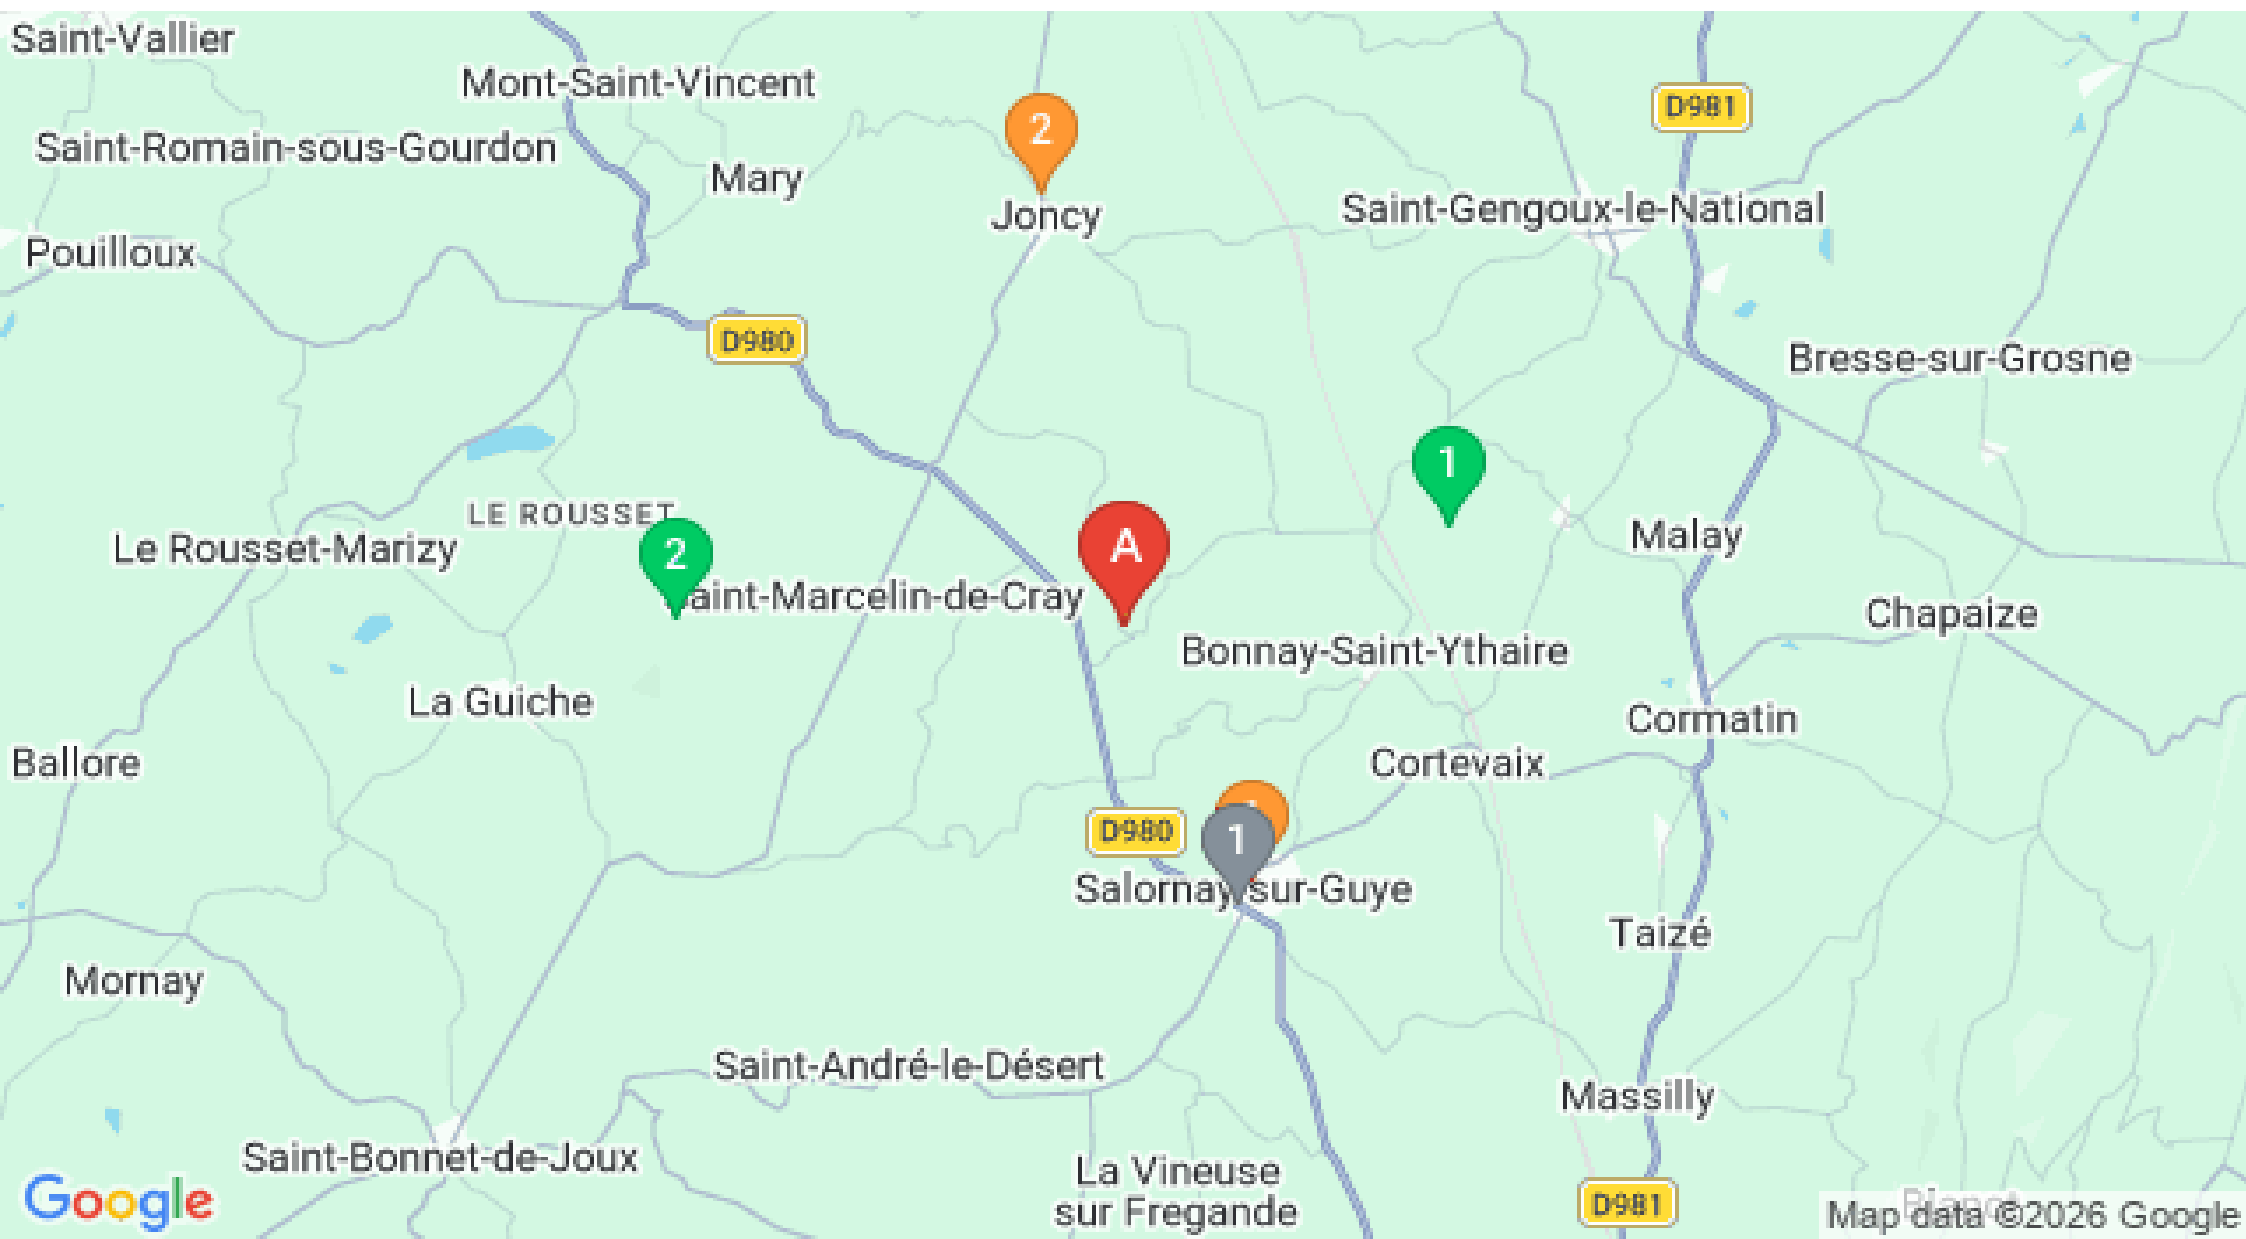 Saint-Vallier
Mont-Saint-Vincent
D981
2
Saint-Romain-sous-Gourdon
Mary
Joncy
Saint-Gengoux-le-National
Pouilloux
D980
Bresse-sur-Grosne
1
LE ROUSSET
Le Rousset-Marizy
2
A
Malay
Saint-Marcelin-de-Cray
Chapaize
Bonnay-Saint-Ythaire
La Guiche
Cormatin
Ballore
Cortevaix
D980
1
Salornay-sur-Guye
Taizé
Mornay
Saint-André-le-Désert
Massilly
Saint-Bonnet-de-Joux
La Vineuse
sur Fregande
Google
D981
Map data ©2026 Google